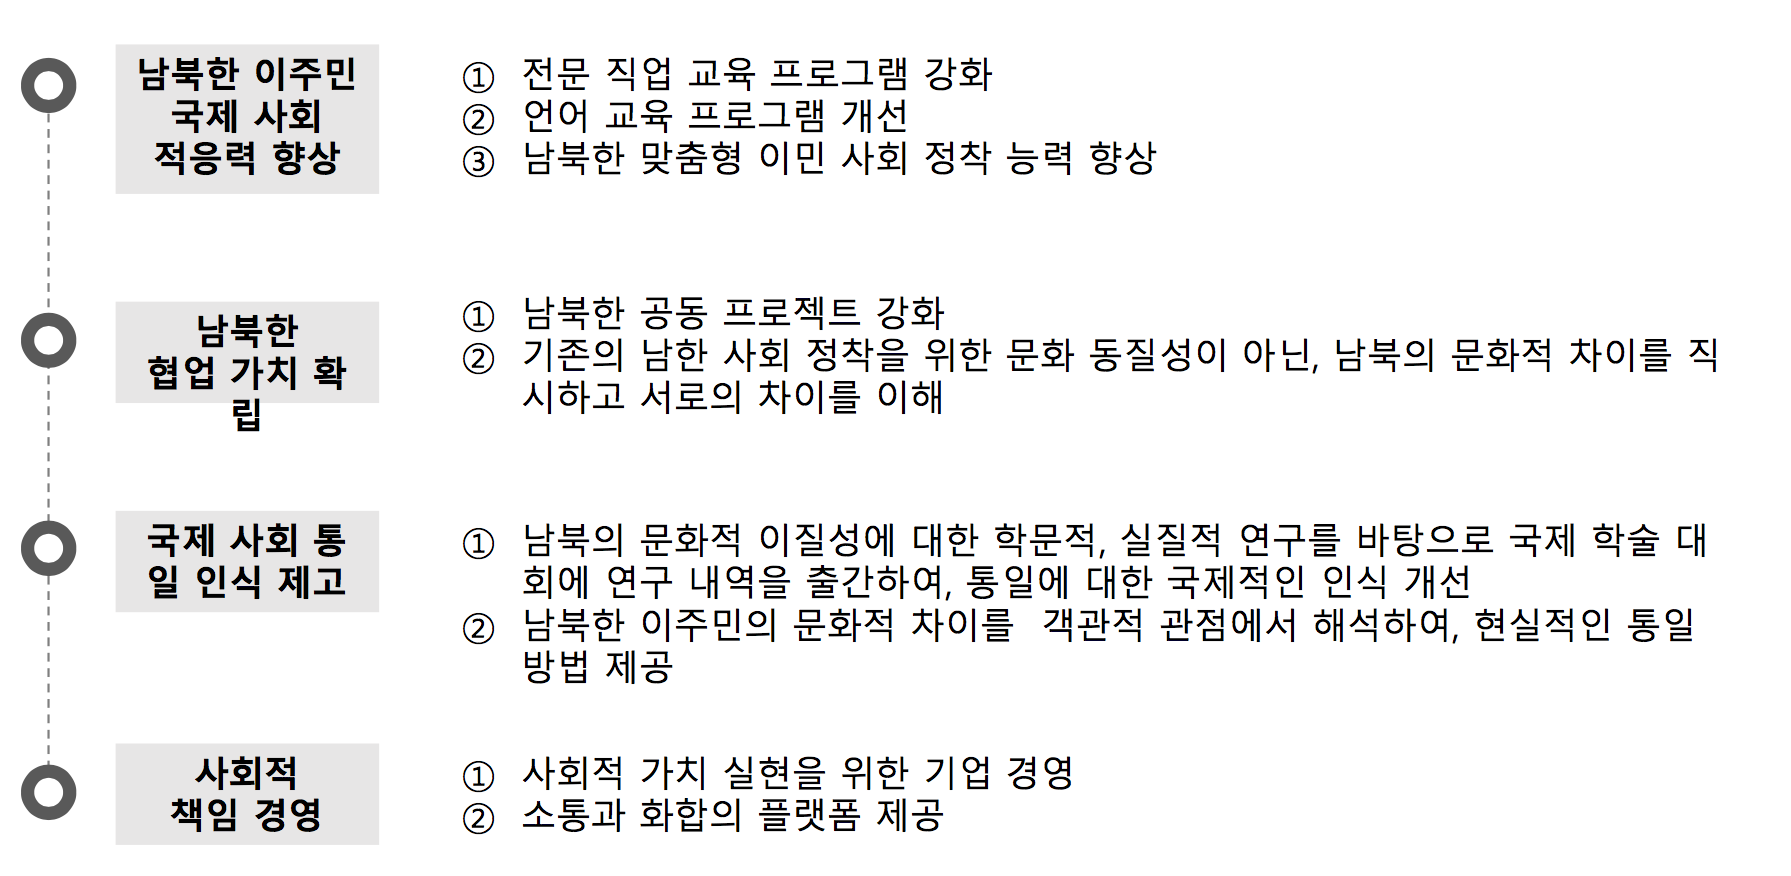 남북한 이주민
국제 사회
적응력 향상
① 전문 직업 교육 프로그램 강화
② 언어 교육 프로그램 개선
③ 남북한 맞춤형 이민 사회 정착 능력 향상
남북한
협업 가치 확
립
① 남북한 공동 프로젝트 강화
② 기존의 남한 사회 정착을 위한 문화 동질성이 아닌, 남북의 문화적 차이를 직
시하고 서로의 차이를 이해
국제 사회 통
일 인식 제고
① 남북의 문화적 이질성에 대한 학문적, 실질적 연구를 바탕으로 국제 학술 대
회에 연구 내역을 출간하여, 통일에 대한 국제적인 인식 개선
② 남북한 이주민의 문화적 차이를  객관적 관점에서 해석하여, 현실적인 통일
방법 제공
사회적
책임 경영
① 사회적 가치 실현을 위한 기업 경영
② 소통과 화합의 플랫폼 제공